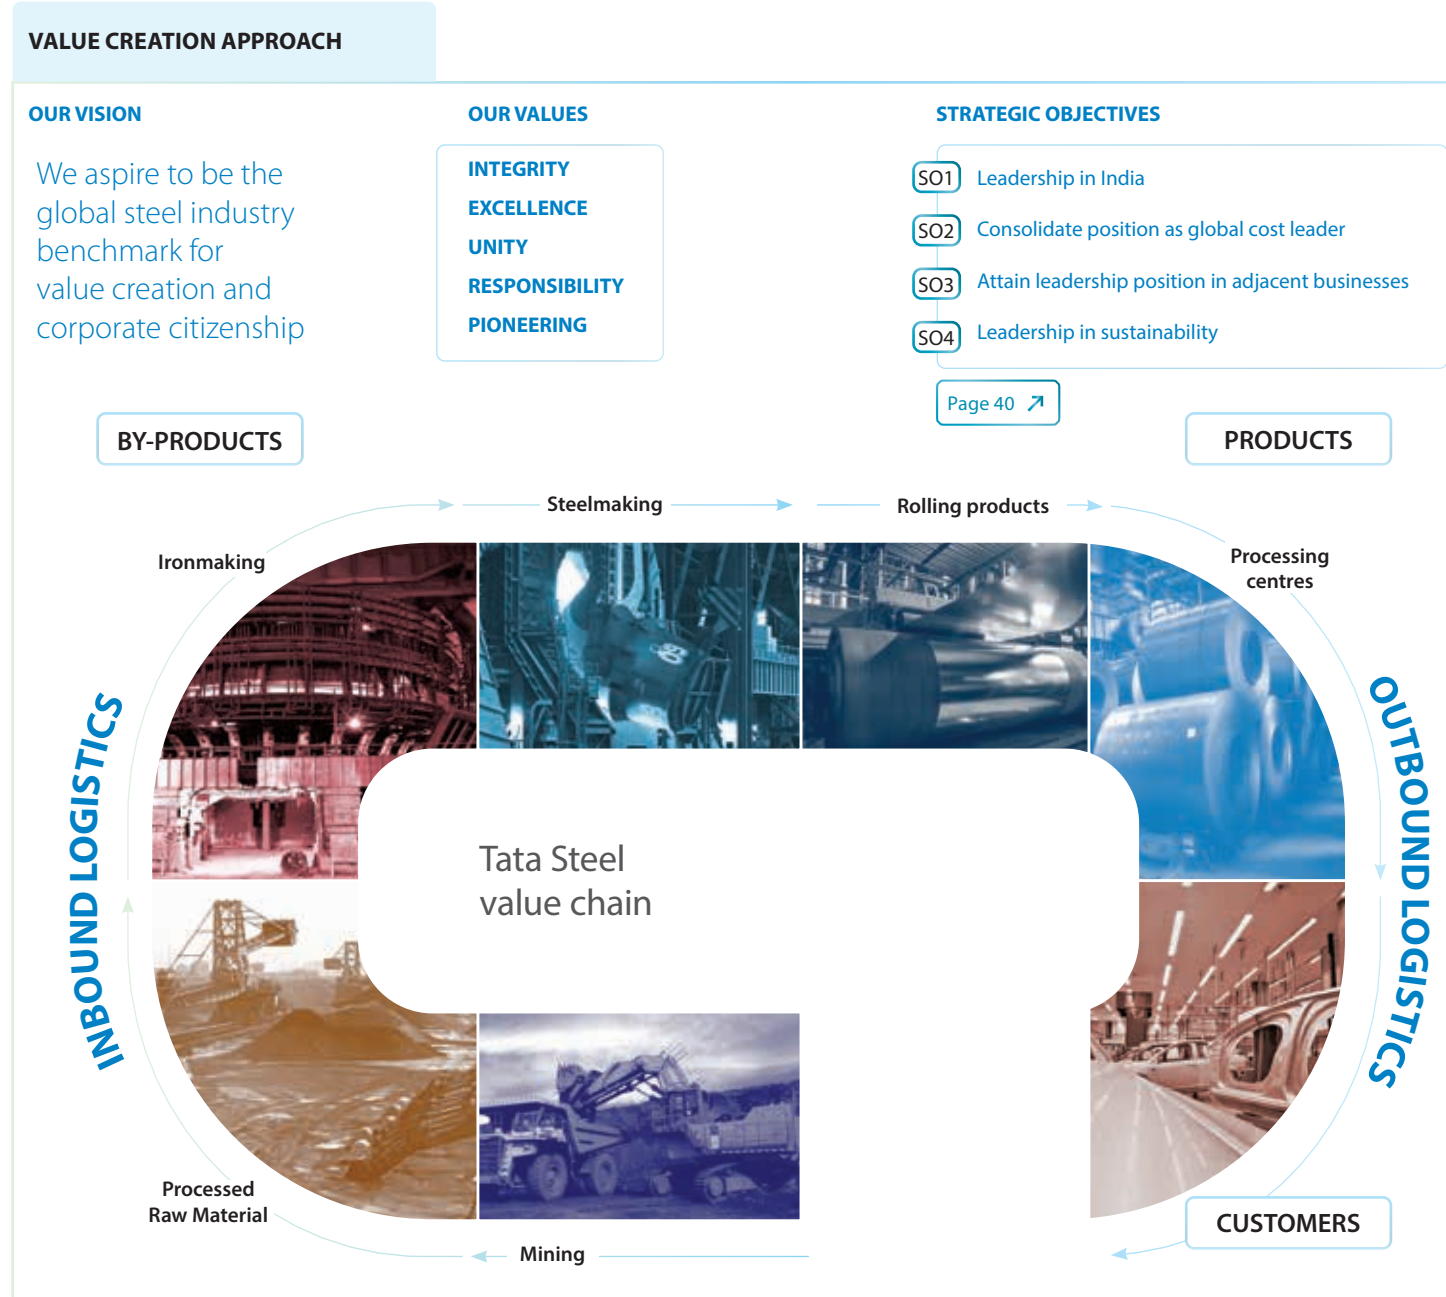 VALUE CREATION APPROACH
OUR VISION
We aspire to be the
global steel industry
benchmark for
value creation and
corporate citizenship
OUR VALUES
INTEGRITY
EXCELLENCE
UNITY
RESPONSIBILITY
PIONEERING
STRATEGIC OBJECTIVES
SO1 Leadership in India
SO2 Consolidate position as global cost leader
SO3 Attain leadership position in adjacent businesses
SO4 Leadership in sustainability
Page 40
BY-PRODUCTS
PRODUCTS
Steelmaking
Rolling products
Ironmaking
Processing
centres
INBOUND LOGISTICS
OUTBOUND LOGISTICS
Tata Steel
value chain
Processed
Raw Material
Mining
CUSTOMERS